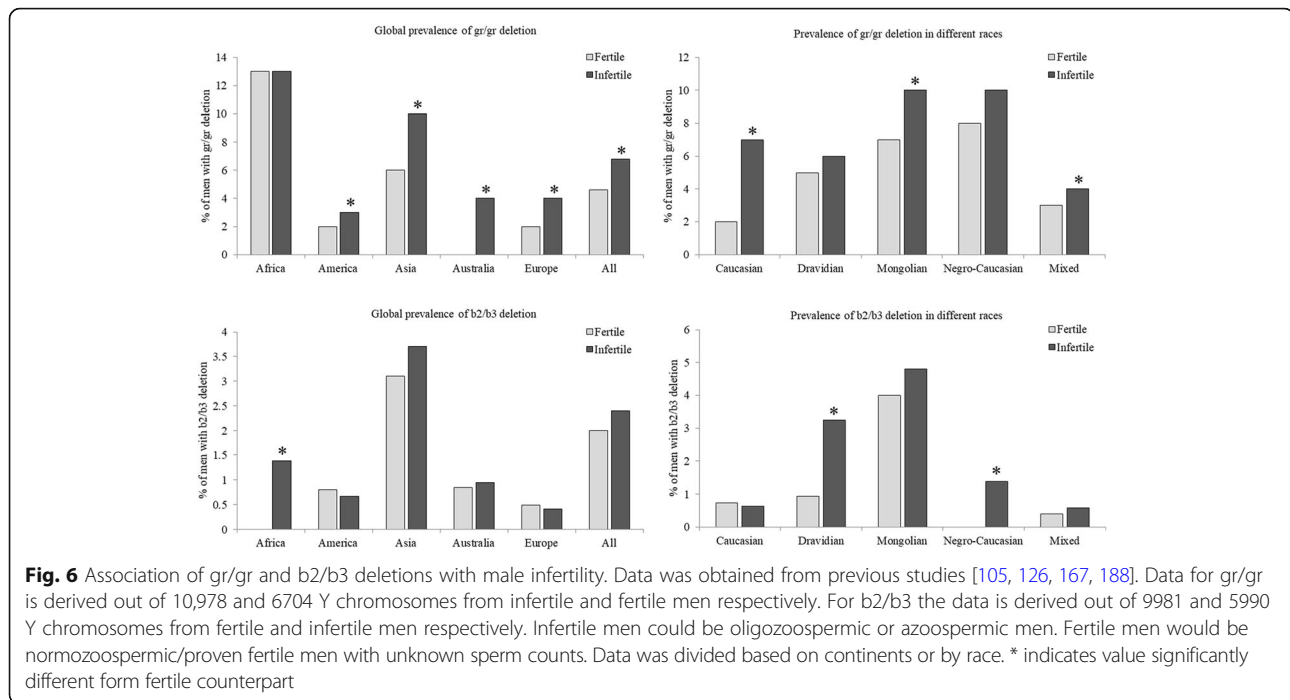 Global prevalence of gr/gr deletion
% of men with gr/gr deletion
14
12
10
8
6
4
2
0
Fertile
Infertile
*
*
*
*
*
Africa America Asia Australia Europe All
Prevalence of gr/gr deletion in different races
% of men with gr/gr deletion
12
10
8
6
4
2
0
Fertile
Infertile
*
*
*
Caucasian Dravidian Mongolian Negro-Caucasian Mixed
Global prevalence of b2/b3 deletion
% of men with b2/b3 deletion
4
3.5
3
2.5
2
1.5
1
0.5
0
Fertile
Infertile
*
Africa America Asia Australia Europe All
Prevalence of b2/b3 deletion in different races
% of men with b2/b3 deletion
6
5
4
3
2
1
0
Fertile
Infertile
*
*
Caucasian Dravidian Mongolian Negro-Caucasian Mixed
Fig. 6 Association of gr/gr and b2/b3 deletions with male infertility. Data was obtained from previous studies [105, 126, 167, 188]. Data for gr/gr
is derived out of 10,978 and 6704 Y chromosomes from infertile and fertile men respectively. For b2/b3 the data is derived out of 9981 and 5990
Y chromosomes from fertile and infertile men respectively. Infertile men could be oligozoospermic or azoospermic men. Fertile men would be
normozoospermic/proven fertile men with unknown sperm counts. Data was divided based on continents or by race. * indicates value significantly
different form fertile counterpart